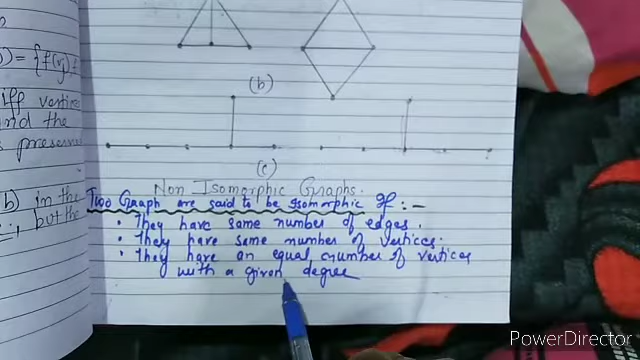 )) = {f(v
(b)
iff vertice
and the
s preserve
(c)
Non Isomorphic Graphs.
b) in the
Two Graph are said to be isomorphic if :-
but the
• They have same number of edges.
• They have same number of vertices.
• They have an equal number of vertices
with a given degree
PowerDirector